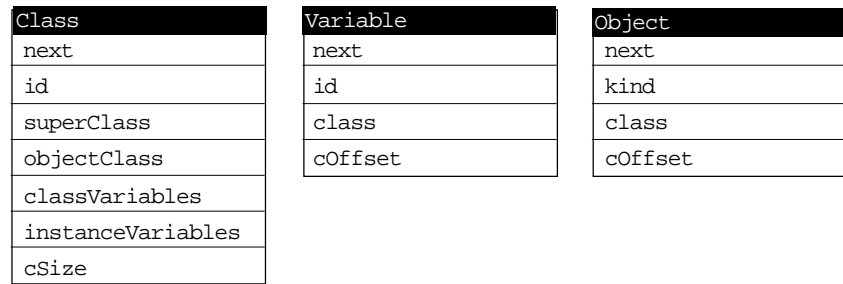 Class
next
id
superClass
objectClass
classVariables
instanceVariables
cSize
Variable
next
id
class
cOffset
Object
next
kind
class
cOffset